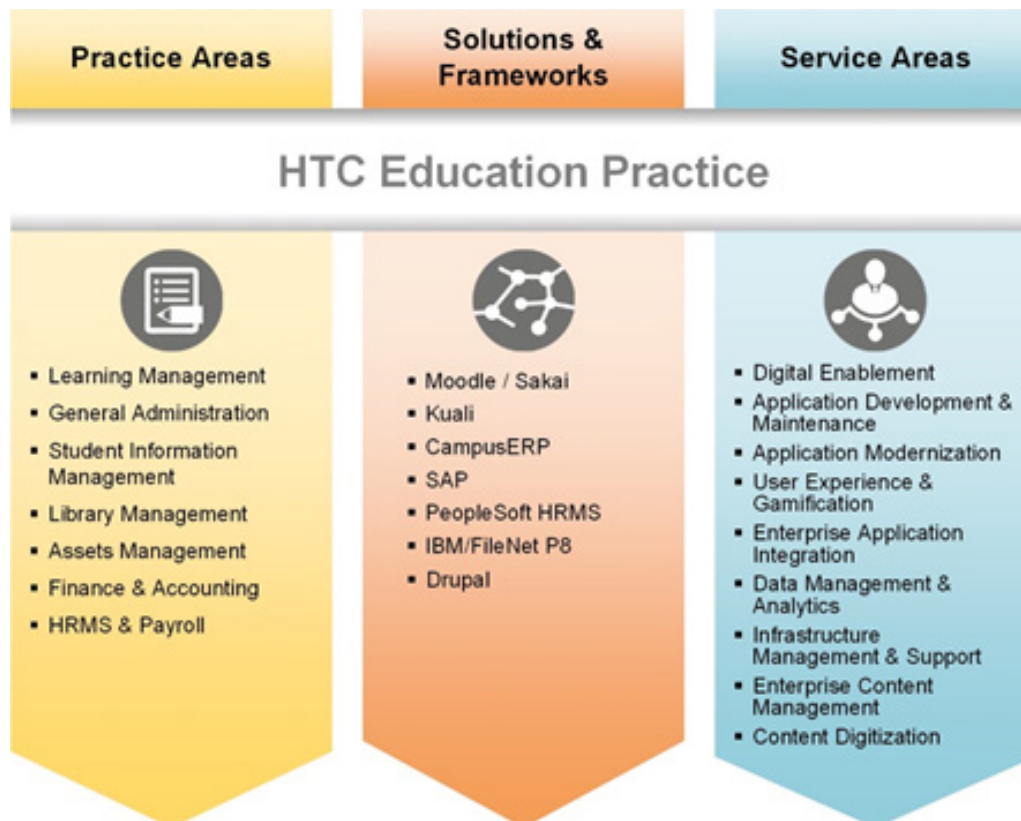 Practice Areas
Solutions &
Frameworks
Service Areas
HTC Education Practice
▪ Learning Management
▪ General Administration
▪ Student Information
Management
▪ Library Management
▪ Assets Management
▪ Finance & Accounting
▪ HRMS & Payroll
▪ Moodle / Sakai
▪ Kuali
▪ CampusERP
▪ SAP
▪ PeopleSoft HRMS
▪ IBM/FileNet P8
▪ Drupal
▪ Digital Enablement
▪ Application Development &
Maintenance
▪ Application Modernization
▪ User Experience &
Gamification
▪ Enterprise Application
Integration
▪ Data Management &
Analytics
▪ Infrastructure
Management & Support
▪ Enterprise Content
Management
▪ Content Digitization